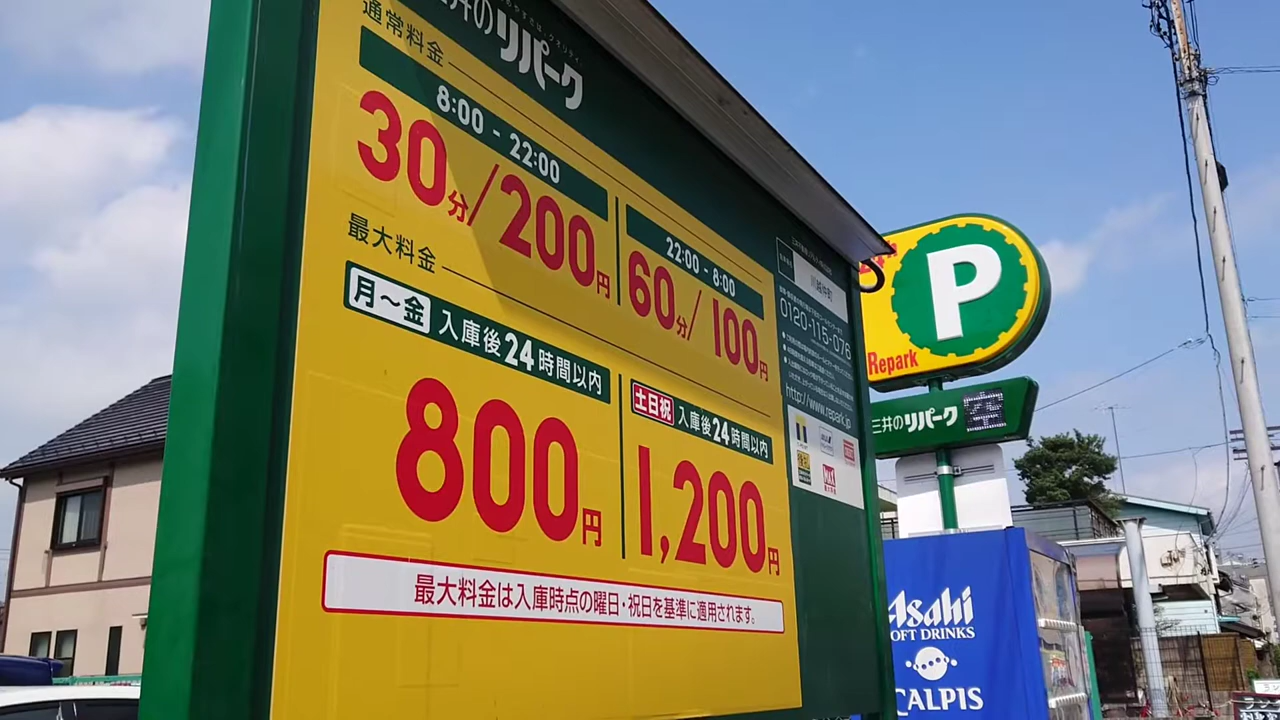 三井のリパーク
通常料金
8:00 - 22:00
30分/200円
22:00 - 8:00
60分/100円
最大料金
月～金 入庫後24時間以内
800円
土日祝 入庫後24時間以内
1,200円
最大料金は入庫時点の曜日・祝日を基準に適用されます。
0120-115-076
http://www.repark.jp
P
Repark
三井のリパーク
空
Asahi
SOFT DRINKS
CALPIS